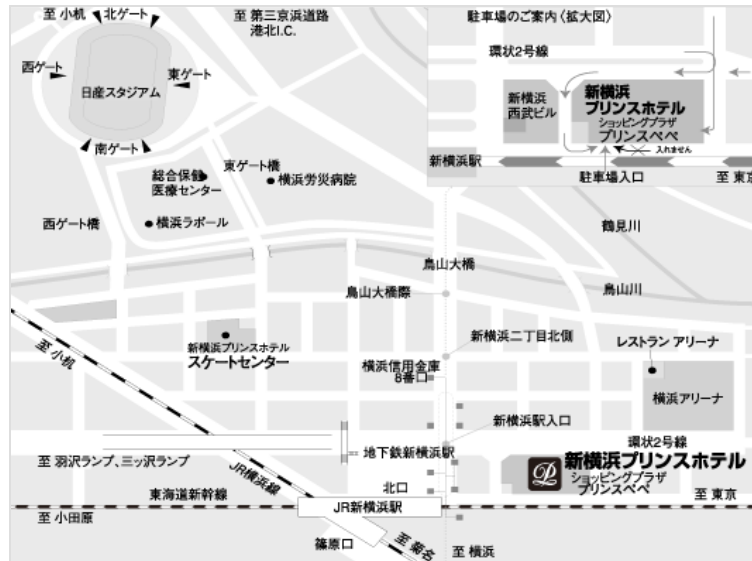 至 小机
北ゲート
至 第三京浜道路
港北I.C.
西ゲート
東ゲート
日産スタジアム
南ゲート
総合保健
医療センター
東ゲート橋
横浜労災病院
西ゲート橋
横浜ラポール
駐車場のご案内〈拡大図〉
環状2号線
新横浜
西武ビル
新横浜
プリンスホテル
ショッピングプラザ
プリンスペペ
入れません
新横浜駅
駐車場入口
至 東京
鶴見川
鳥山大橋
鳥山川
鳥山大橋際
新横浜二丁目北側
レストラン アリーナ
新横浜プリンスホテル
スケートセンター
横浜信用金庫
8番口
横浜アリーナ
至 小机
新横浜駅入口
環状2号線
至 羽沢ランプ、三ッ沢ランプ
地下鉄新横浜駅
新横浜プリンスホテル
ショッピングプラザ
プリンスペペ
JR横浜線
北口
東海道新幹線
至 東京
JR新横浜駅
至 小田原
篠原口
至 菊名
至 横浜